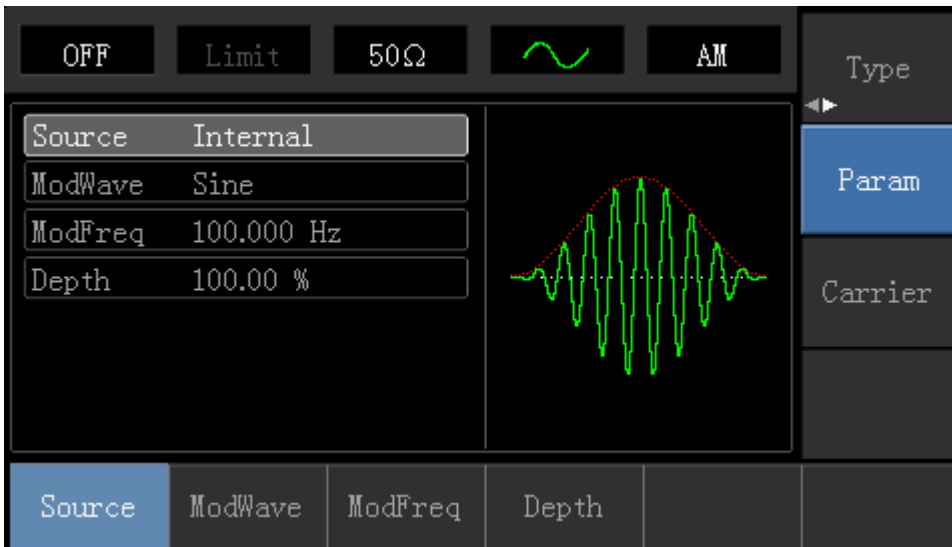 OFF Limit 50Ω AM
Type
Source Internal
ModWave Sine
Param
ModFreq 100.000 Hz
Depth 100.00 %
Carrier
Source ModWave ModFreq Depth